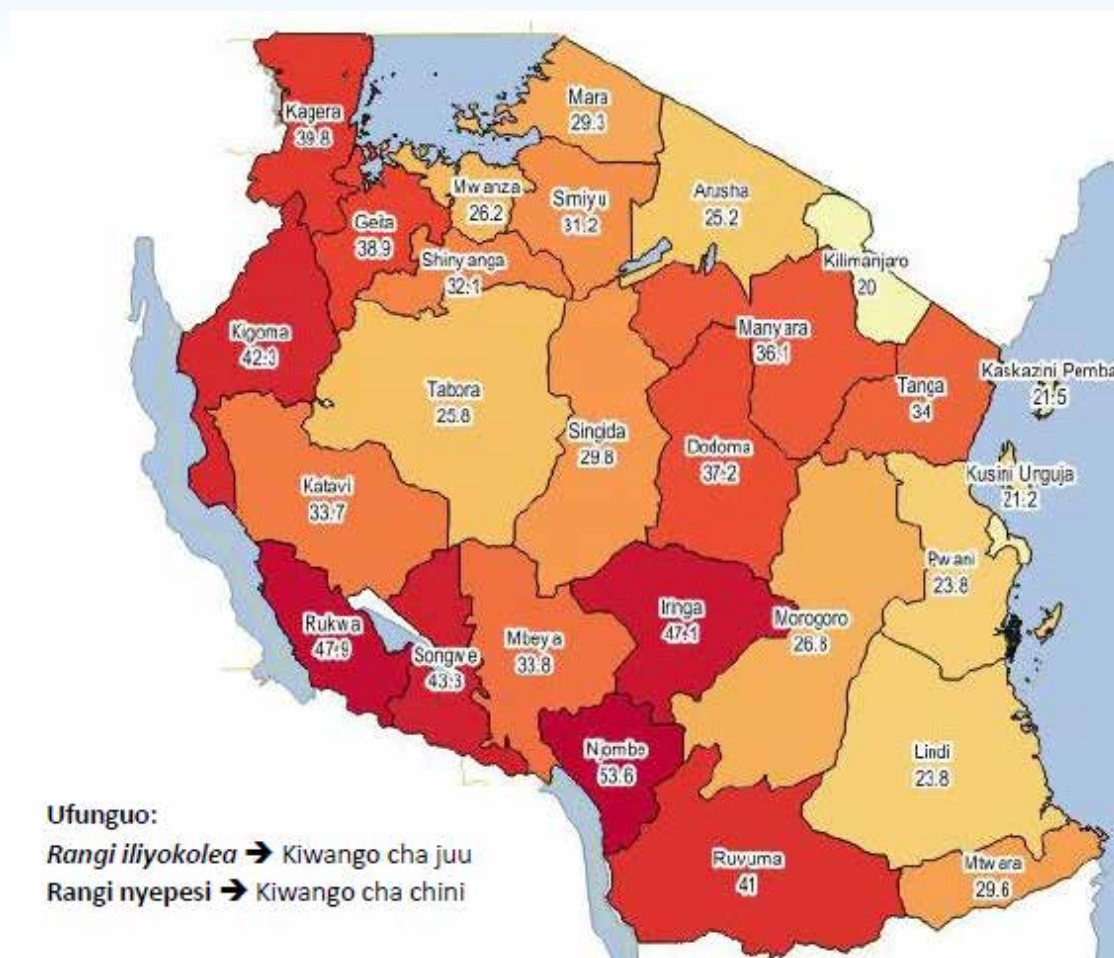 Kagera
39.8
Mara
29.3
Mwanza
26.2
Simiyu
31.2
Arusha
25.2
Geita
38.9
Shinyanga
32.1
Kilimanjaro
20
Kigoma
42.3
Manyara
36.1
Tanga
34
Kaskazini Pemba
21.5
Tabora
25.8
Singida
29.8
Dodoma
37.2
Kusini Unguja
21.2
Katavi
33.7
Pwani
23.8
Rukwa
47.9
Songwe
43.3
Mbeya
33.8
Iringa
47.1
Morogoro
26.8
Njombe
53.6
Lindi
23.8
Ruvuma
41
Mtwara
29.6
Ufunguo:
Rangi iliyokolea ➔ Kiwango cha juu
Rangi nyepesi ➔ Kiwango cha chini